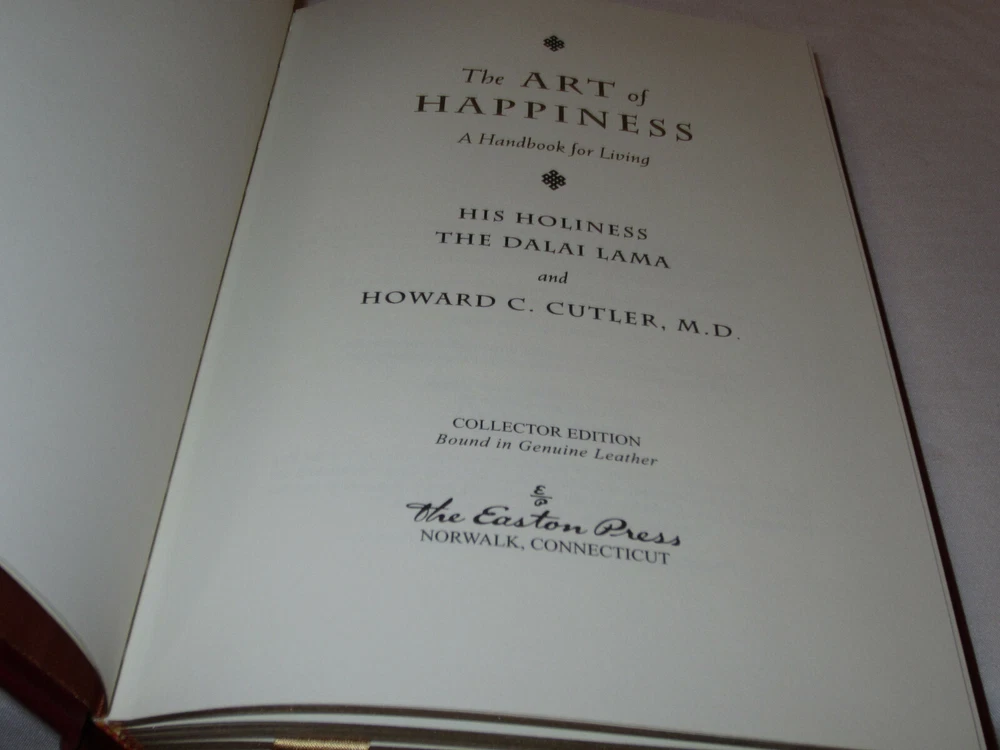 The ART of
HAPPINESS
A Handbook for Living
HIS HOLINESS
THE DALAI LAMA
and
HOWARD C. CUTLER, M.D.
COLLECTOR EDITION
Bound in Genuine Leather
E
P
The Easton Press
NORWALK, CONNECTICUT